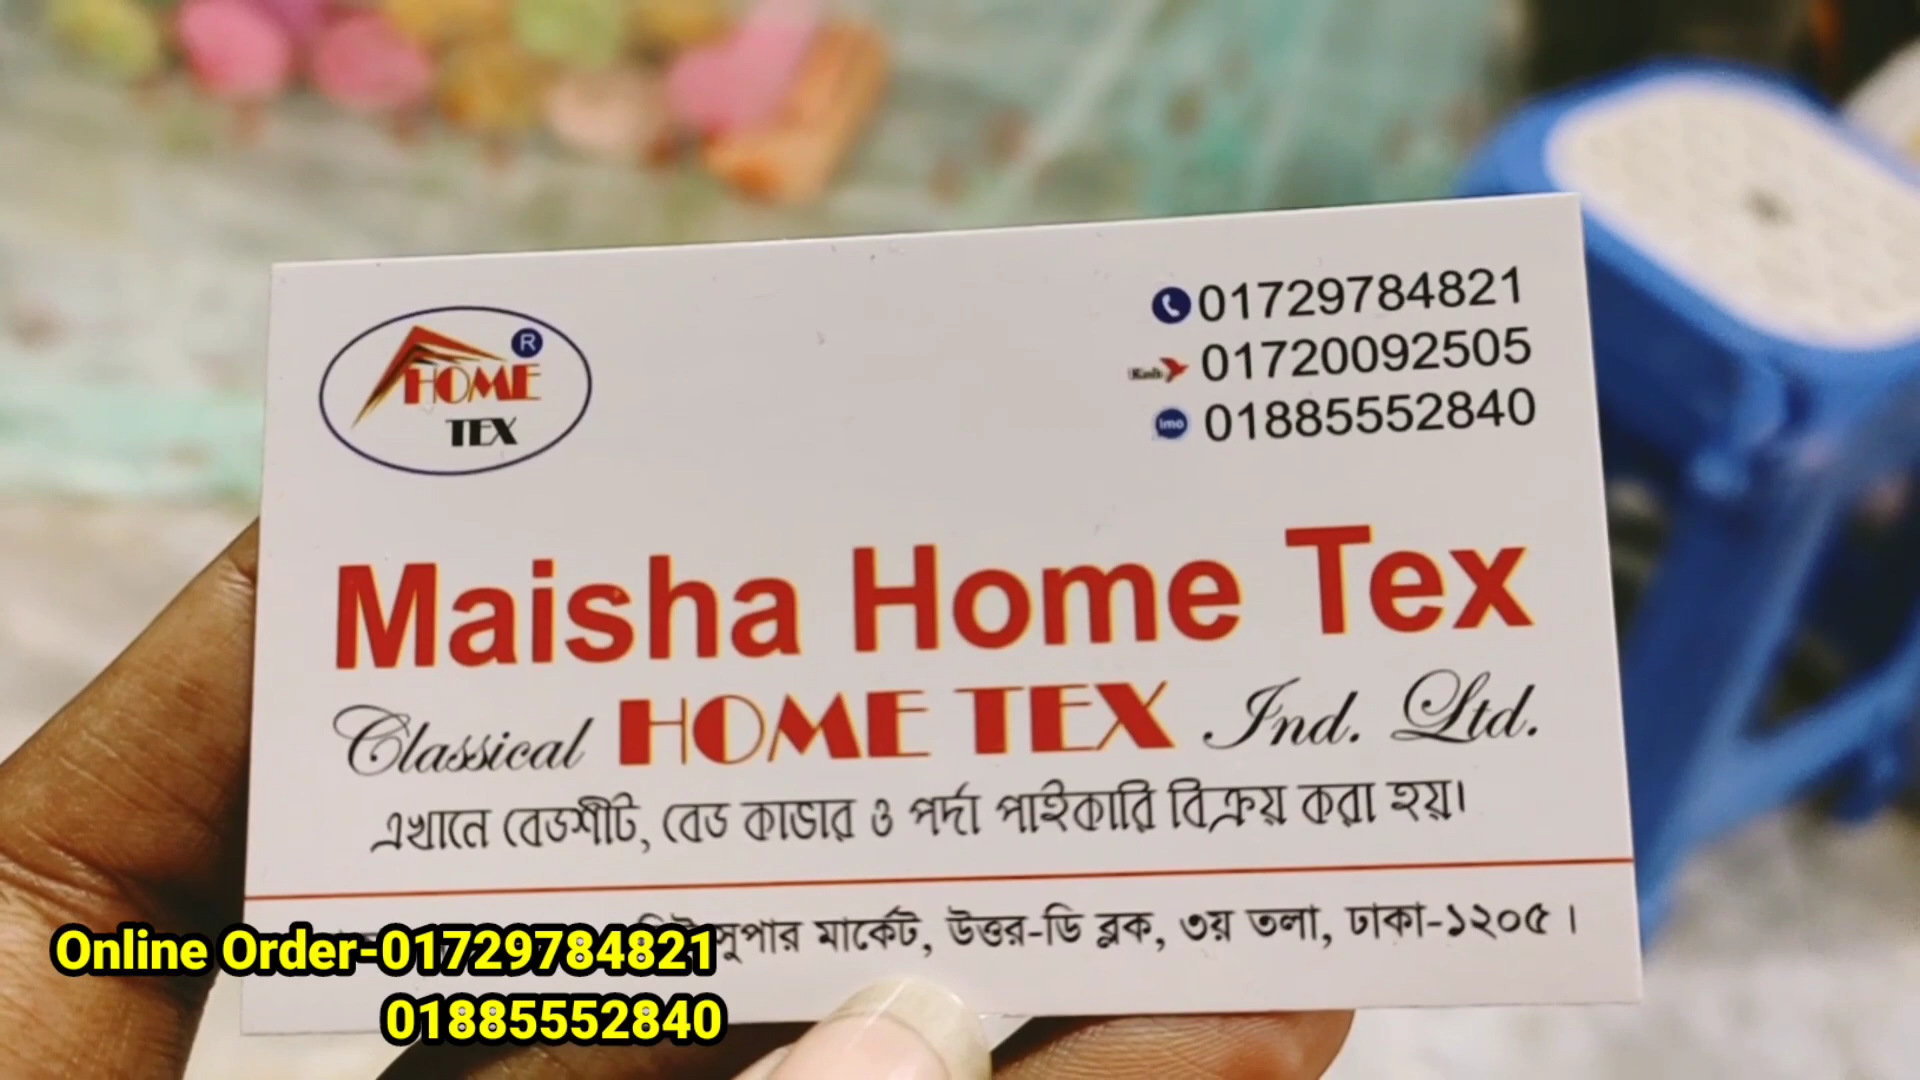 HOME
TEX
R
01729784821
01720092505
imo 01885552840
Maisha Home Tex
Classical HOME TEX Ind. Ltd.
এখানে বেডশীট, বেড কাভার ও পর্দা পাইকারি বিক্রয় করা হয়।
সুপার মার্কেট, উত্তর-ডি ব্লক, ৩য় তলা, ঢাকা-১২০৫।
Online Order-01729784821
01885552840